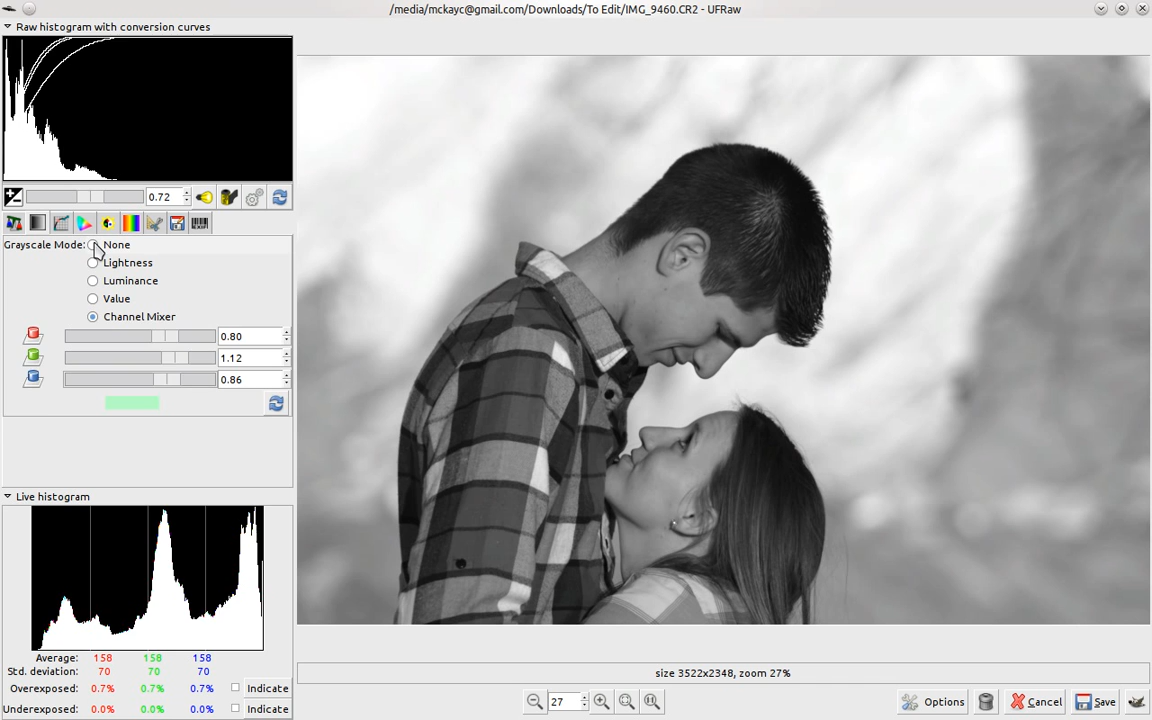 /media/mckayc@gmail.com/Downloads/To Edit/IMG_9460.CR2 - UFRaw
Raw histogram with conversion curves
0.72
Grayscale Mode: None
Lightness
Luminance
Value
Channel Mixer
0.80
1.12
0.86
Live histogram
Average: 158 158 158
Std. deviation: 70 70 70
Overexposed: 0.7% 0.7% 0.7% Indicate
Underexposed: 0.0% 0.0% 0.0% Indicate
size 3522x2348, zoom 27%
27
Options
Cancel
Save